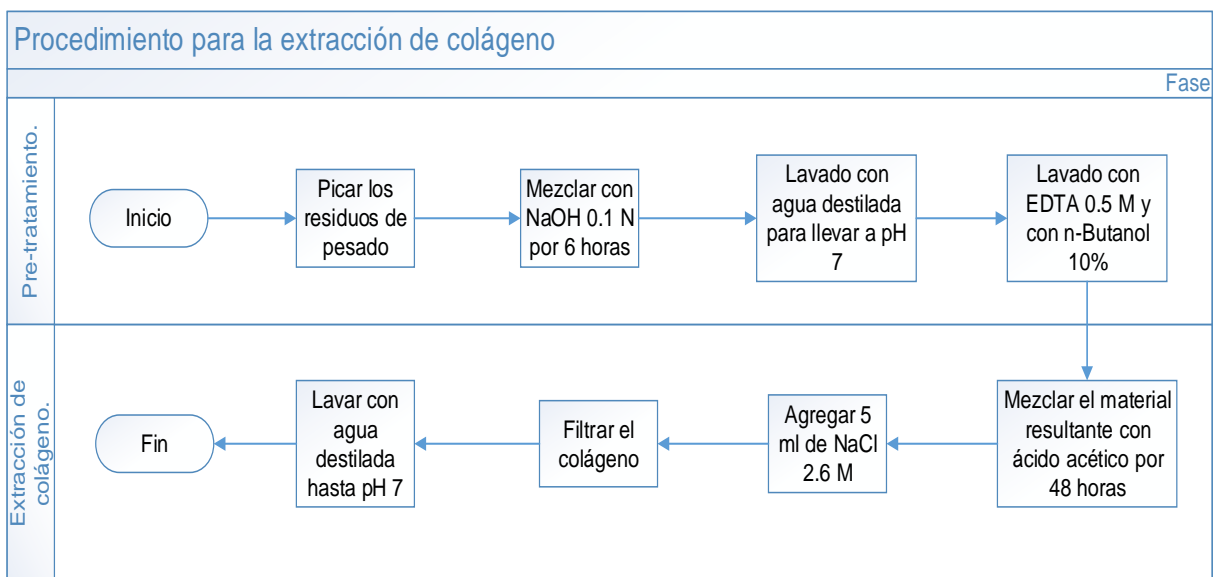 Procedimiento para la extracción de colágeno
Fase
Pre-tratamiento.
Inicio
Picar los
residuos de
pesado
Mezclar con
NaOH 0.1 N
por 6 horas
Lavado con
agua destilada
para llevar a pH
7
Lavado con
EDTA 0.5 M y
con n-Butanol
10%
Extracción de
colágeno.
Mezclar el material
resultante con
ácido acético por
48 horas
Agregar 5
ml de NaCl
2.6 M
Filtrar el
colágeno
Lavar con
agua
destilada
hasta pH 7
Fin